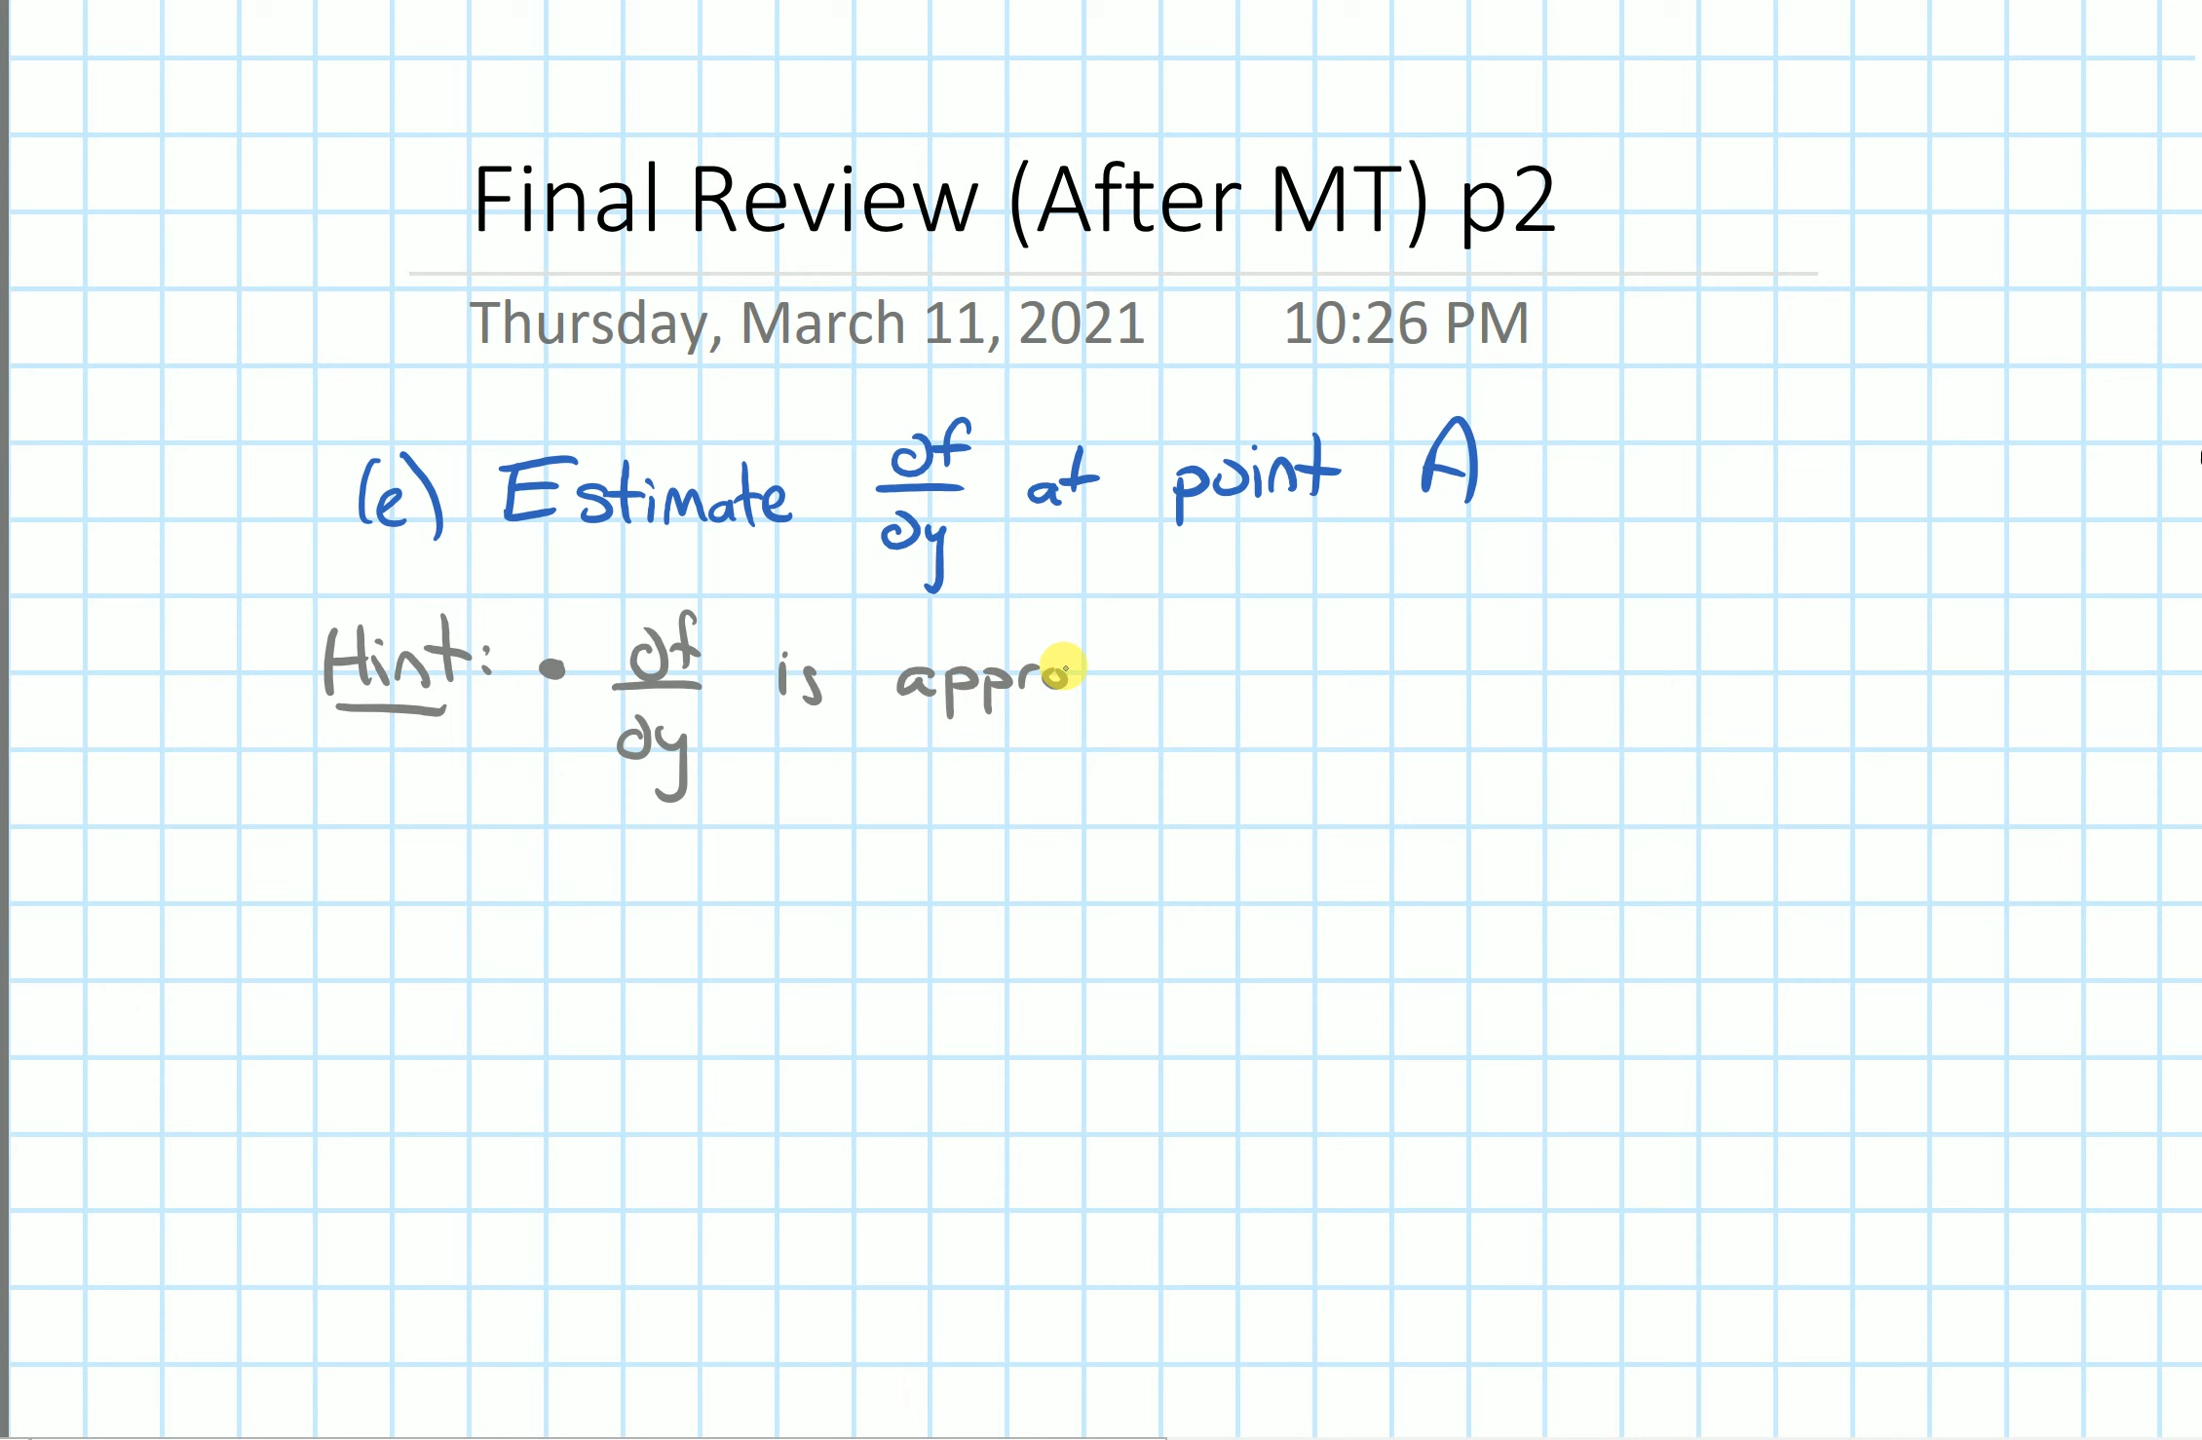 Final Review (After MT) p2
Thursday, March 11, 2021 10:26 PM
(e) Estimate ∂f/∂y at point A
Hint: • ∂f/∂y is appro